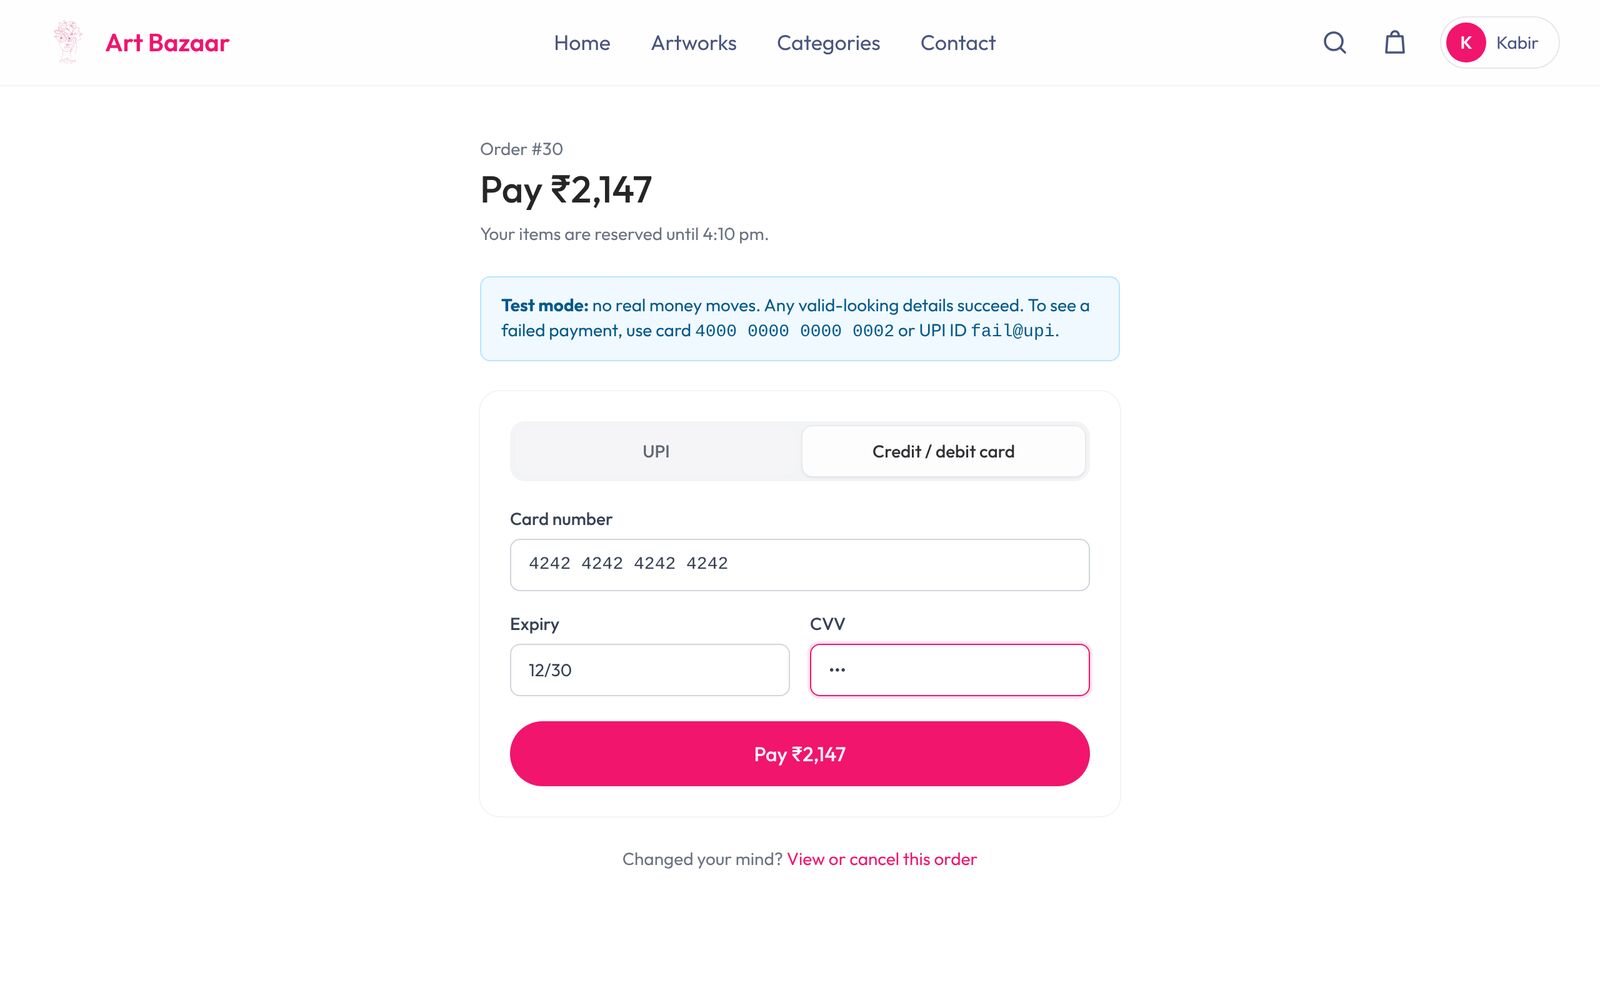 Art Bazaar
Home
Artworks
Categories
Contact
K
Kabir
Order #30
Pay ₹2,147
Your items are reserved until 4:10 pm.
Test mode: no real money moves. Any valid-looking details succeed. To see a
failed payment, use card 4000 0000 0000 0002 or UPI ID fail@upi.
UPI
Credit / debit card
Card number
4242 4242 4242 4242
Expiry
CVV
12/30
•••
Pay ₹2,147
Changed your mind? View or cancel this order